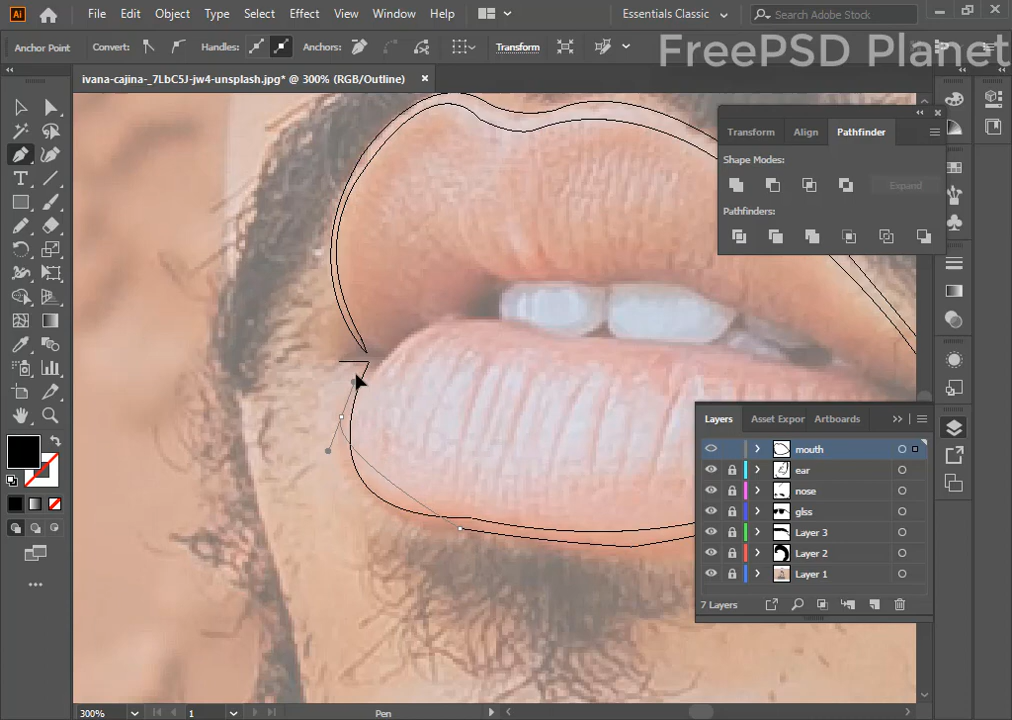 Ai File Edit Object Type Select Effect View Window Help Essentials Classic Search Adobe Stock
Anchor Point Convert: Handles: Anchors: Transform
FreePSD Planet
ivana-cajina-_7LbC5J-jw4-unsplash.jpg* @ 300% (RGB/Outline)
Transform Align Pathfinder
Shape Modes:
Expand
Pathfinders:
Layers Asset Expor Artboards
mouth
ear
nose
glss
Layer 3
Layer 2
Layer 1
7 Layers
300% 1 Pen